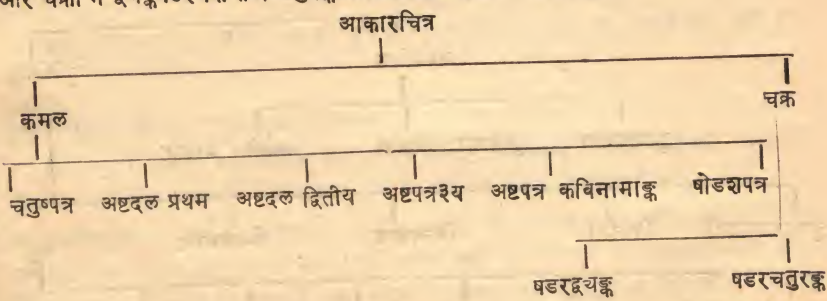 आकारचित्र
कमल
चक्र
चतुष्पत्र अष्टदल प्रथम अष्टदल द्वितीय अष्टपत्र३य अष्टपत्र कविनामाङ्क षोडशपत्र
षडरद्वयङ्क षडरचतुरङ्क